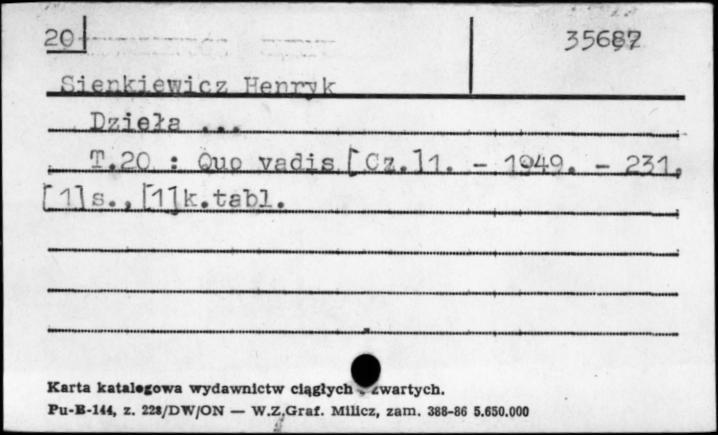 20 35687
Sienkiewicz Henryk
Dzieła ...
T.20 : Quo vadis [Cz.]1. - 1949. - 231,
[1]s., [1]k.tabl.
Karta katalogowa wydawnictw ciągłych zwartych.
Pu-B-144, z. 228/DW/ON — W.Z.Graf. Milicz, zam. 388-86 5.650.000